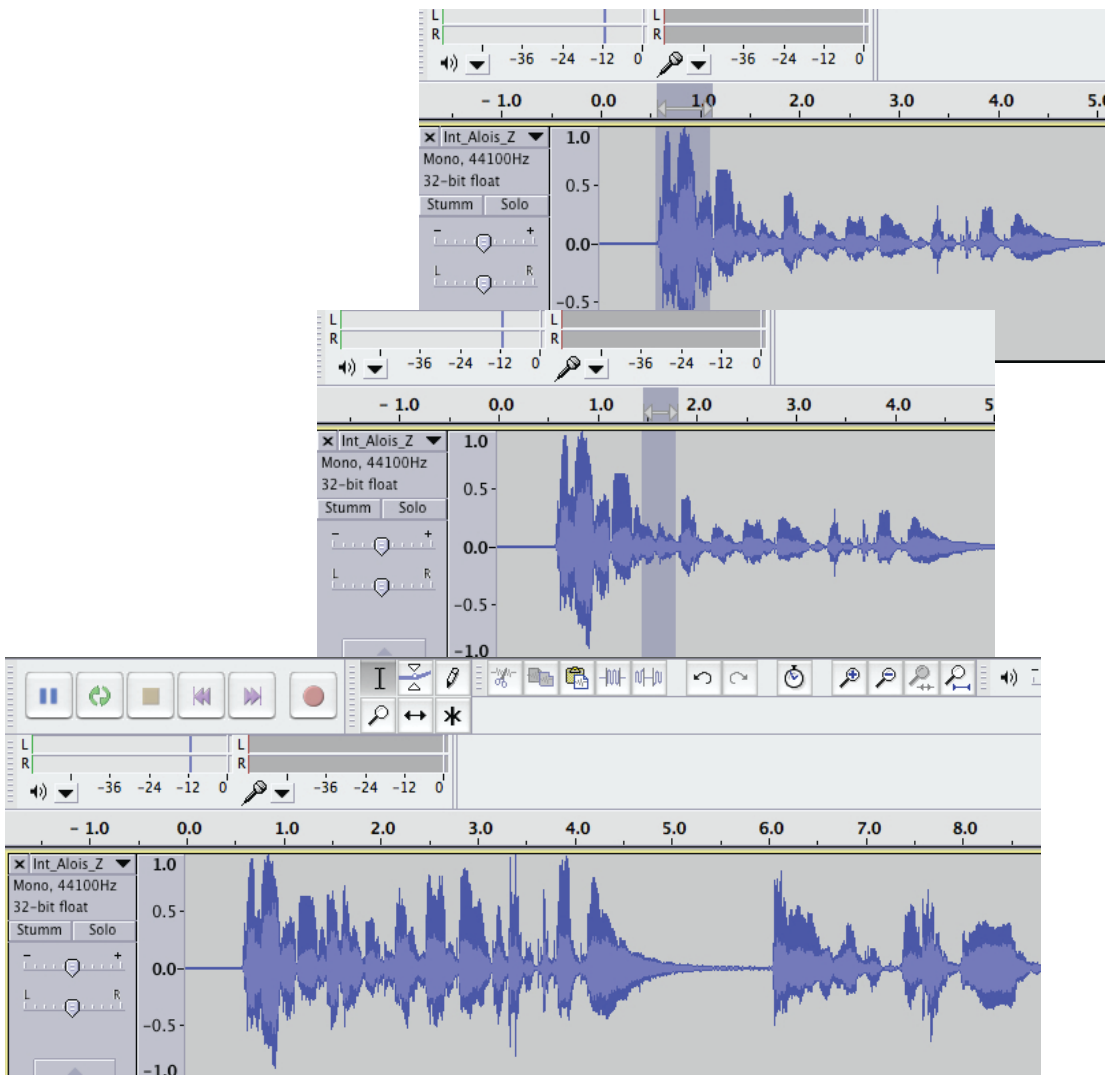 L L
R R
-36 -24 -12 0 -36 -24 -12 0
- 1.0 0.0 1.0 2.0 3.0 4.0 5.0
× Int_Alois_Z 1.0
Mono, 44100Hz
32-bit float 0.5-
Stumm Solo
- +
0.0-
L R
-0.5-
L L
R R
-36 -24 -12 0 -36 -24 -12 0
- 1.0 0.0 1.0 2.0 3.0 4.0 5
× Int_Alois_Z 1.0
Mono, 44100Hz
32-bit float 0.5-
Stumm Solo
- +
0.0-
L R
-0.5-
-1.0
L L
R R
-36 -24 -12 0 -36 -24 -12 0
- 1.0 0.0 1.0 2.0 3.0 4.0 5.0 6.0 7.0 8.0
× Int_Alois_Z 1.0
Mono, 44100Hz
32-bit float 0.5-
Stumm Solo
- +
0.0-
L R
-0.5-
-1.0